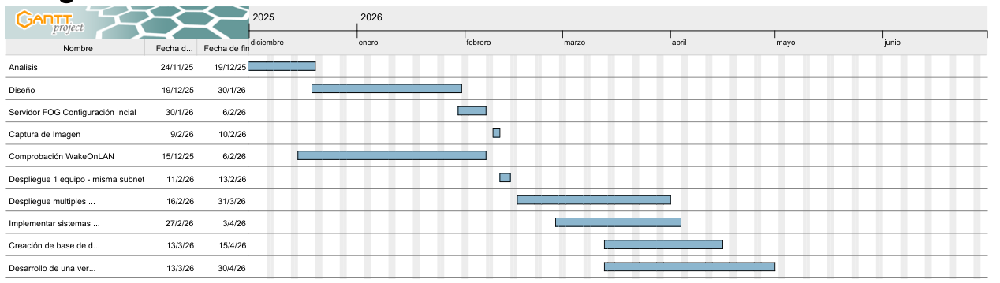 GANTT
project
2025 2026
diciembre enero febrero marzo abril mayo junio
Nombre Fecha d... Fecha de fin
Analisis 24/11/25 19/12/25
Diseño 19/12/25 30/1/26
Servidor FOG Configuración Incial 30/1/26 6/2/26
Captura de Imagen 9/2/26 10/2/26
Comprobación WakeOnLAN 15/12/25 6/2/26
Despliegue 1 equipo - misma subnet 11/2/26 13/2/26
Despliegue multiples ... 16/2/26 31/3/26
Implementar sistemas ... 27/2/26 3/4/26
Creación de base de d... 13/3/26 15/4/26
Desarrollo de una ver... 13/3/26 30/4/26